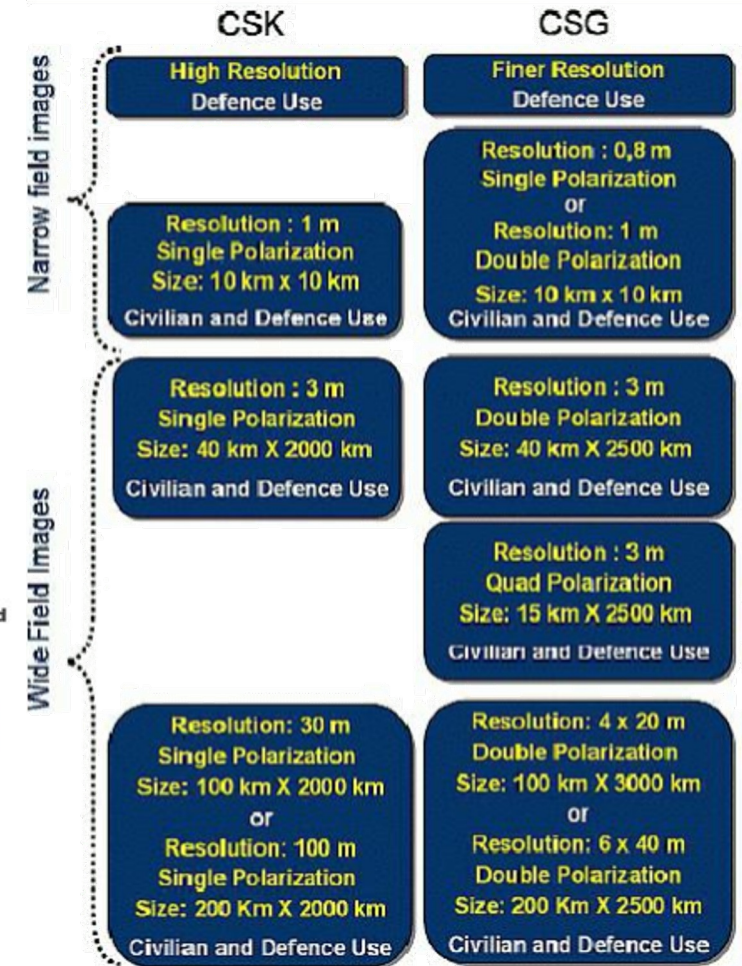 CSK
CSG
Narrow field images
High Resolution
Defence Use
Finer Resolution
Defence Use
Resolution : 1 m
Single Polarization
Size: 10 km x 10 km
Civilian and Defence Use
Resolution : 0,8 m
Single Polarization
or
Resolution: 1 m
Double Polarization
Size: 10 km x 10 km
Civilian and Defence Use
Wide Field Images
Resolution : 3 m
Single Polarization
Size: 40 km X 2000 km
Civilian and Defence Use
Resolution : 3 m
Double Polarization
Size: 40 km X 2500 km
Civilian and Defence Use
Resolution : 3 m
Quad Polarization
Size: 15 km X 2500 km
Civilian and Defence Use
Resolution: 30 m
Single Polarization
Size: 100 km X 2000 km
or
Resolution: 100 m
Single Polarization
Size: 200 Km X 2000 km
Civilian and Defence Use
Resolution: 4 x 20 m
Double Polarization
Size: 100 km X 3000 km
or
Resolution: 6 x 40 m
Double Polarization
Size: 200 Km X 2500 km
Civilian and Defence Use